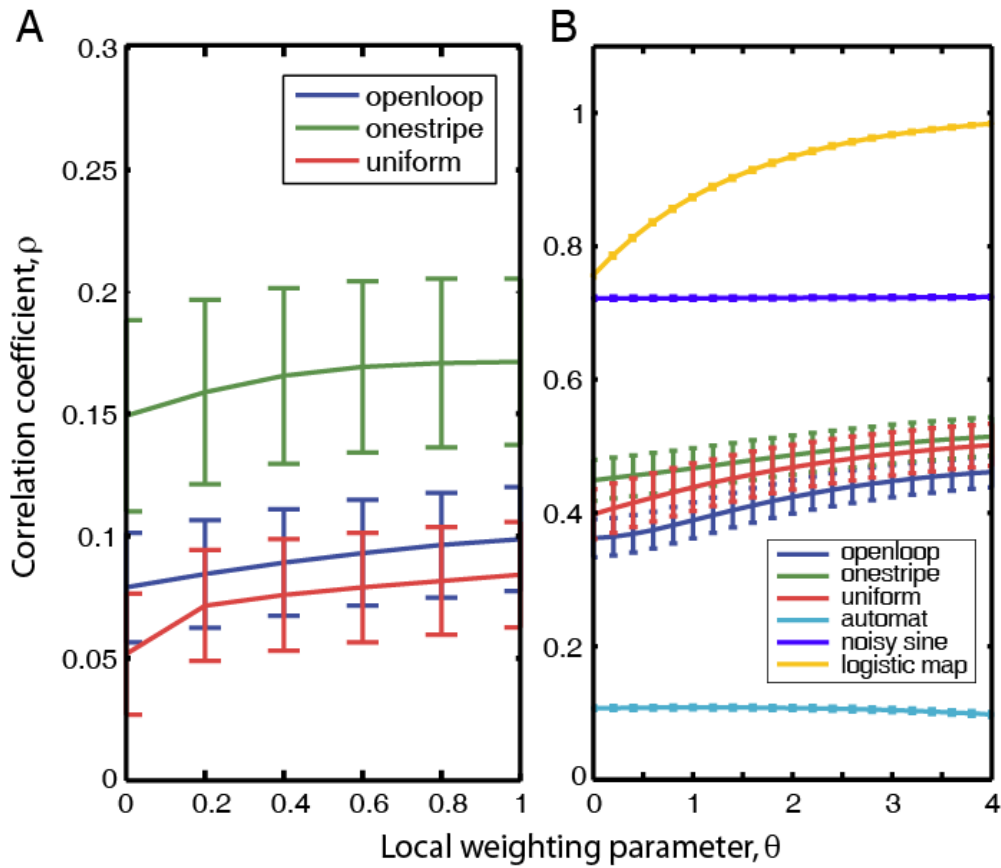 A
B
0.3
0.25
0.2
0.15
0.1
0.05
0
openloop
onestripe
uniform
0
0.2
0.4
0.6
0.8
1
Correlation coefficient, ρ
1
0.8
0.6
0.4
0.2
0
openloop
onestripe
uniform
automat
noisy sine
logistic map
0
1
2
3
4
Local weighting parameter, θ